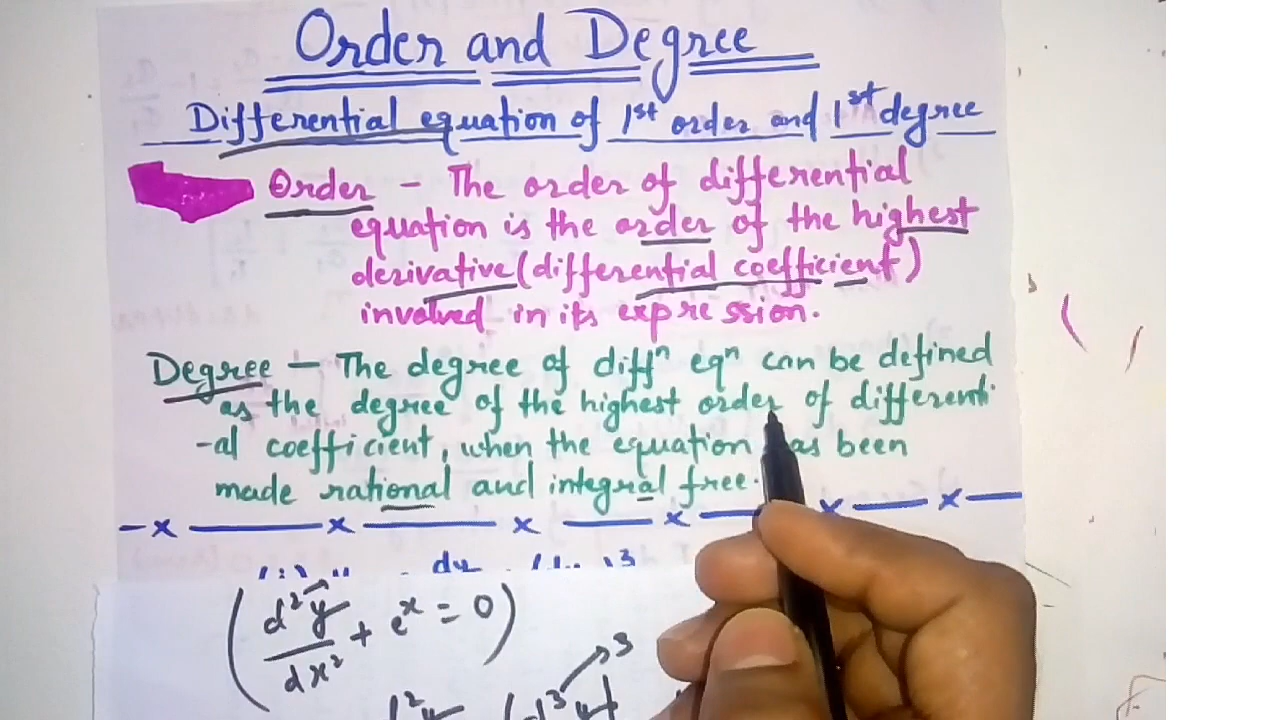 Order and Degree
Differential equation of 1st order and 1st degree
Order - The order of differential
equation is the order of the highest
derivative (differential coefficient)
involved in its expression.
Degree - The degree of diffⁿ eqⁿ can be defined
as the degree of the highest order of differenti
-al coefficient, when the equation has been
made rational and integral free.
-x — x — x — x — x — x —
(d²y/dx² + eˣ = 0)
3